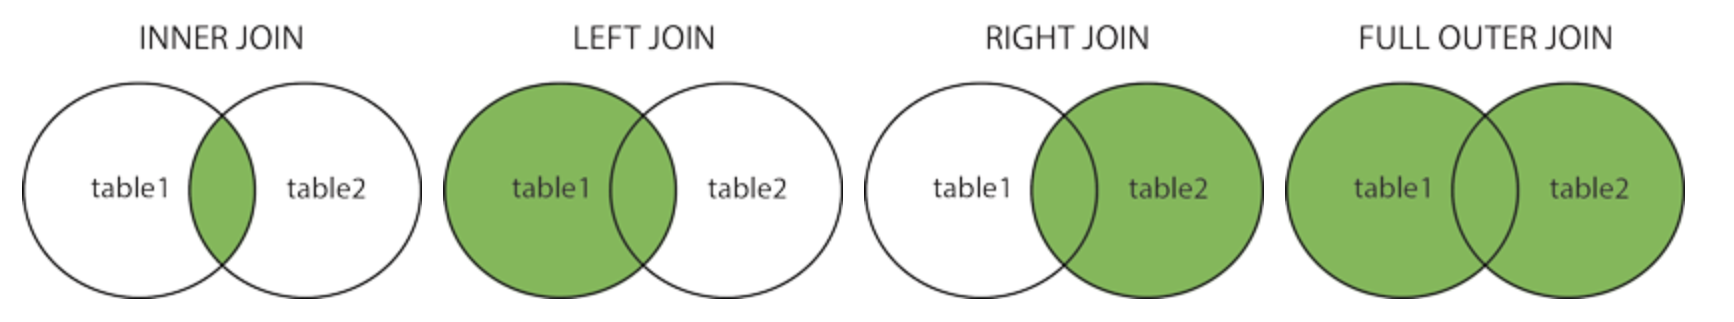 INNER JOIN
table1 table2
LEFT JOIN
table1 table2
RIGHT JOIN
table1 table2
FULL OUTER JOIN
table1 table2